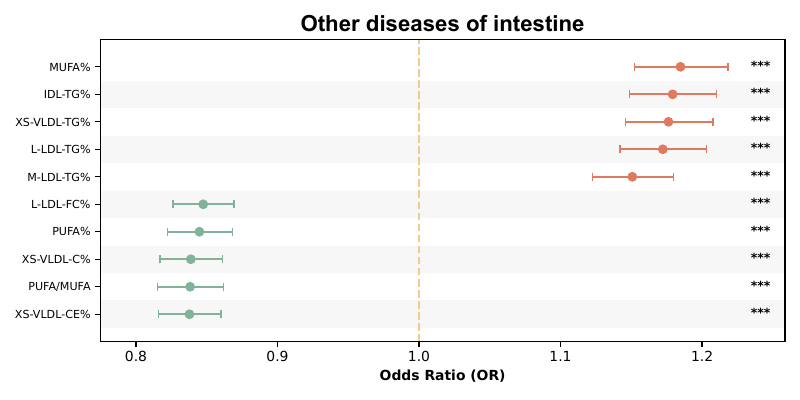 Other diseases of intestine
MUFA% ***
IDL-TG% ***
XS-VLDL-TG% ***
L-LDL-TG% ***
M-LDL-TG% ***
L-LDL-FC% ***
PUFA% ***
XS-VLDL-C% ***
PUFA/MUFA ***
XS-VLDL-CE% ***
0.8 0.9 1.0 1.1 1.2
Odds Ratio (OR)